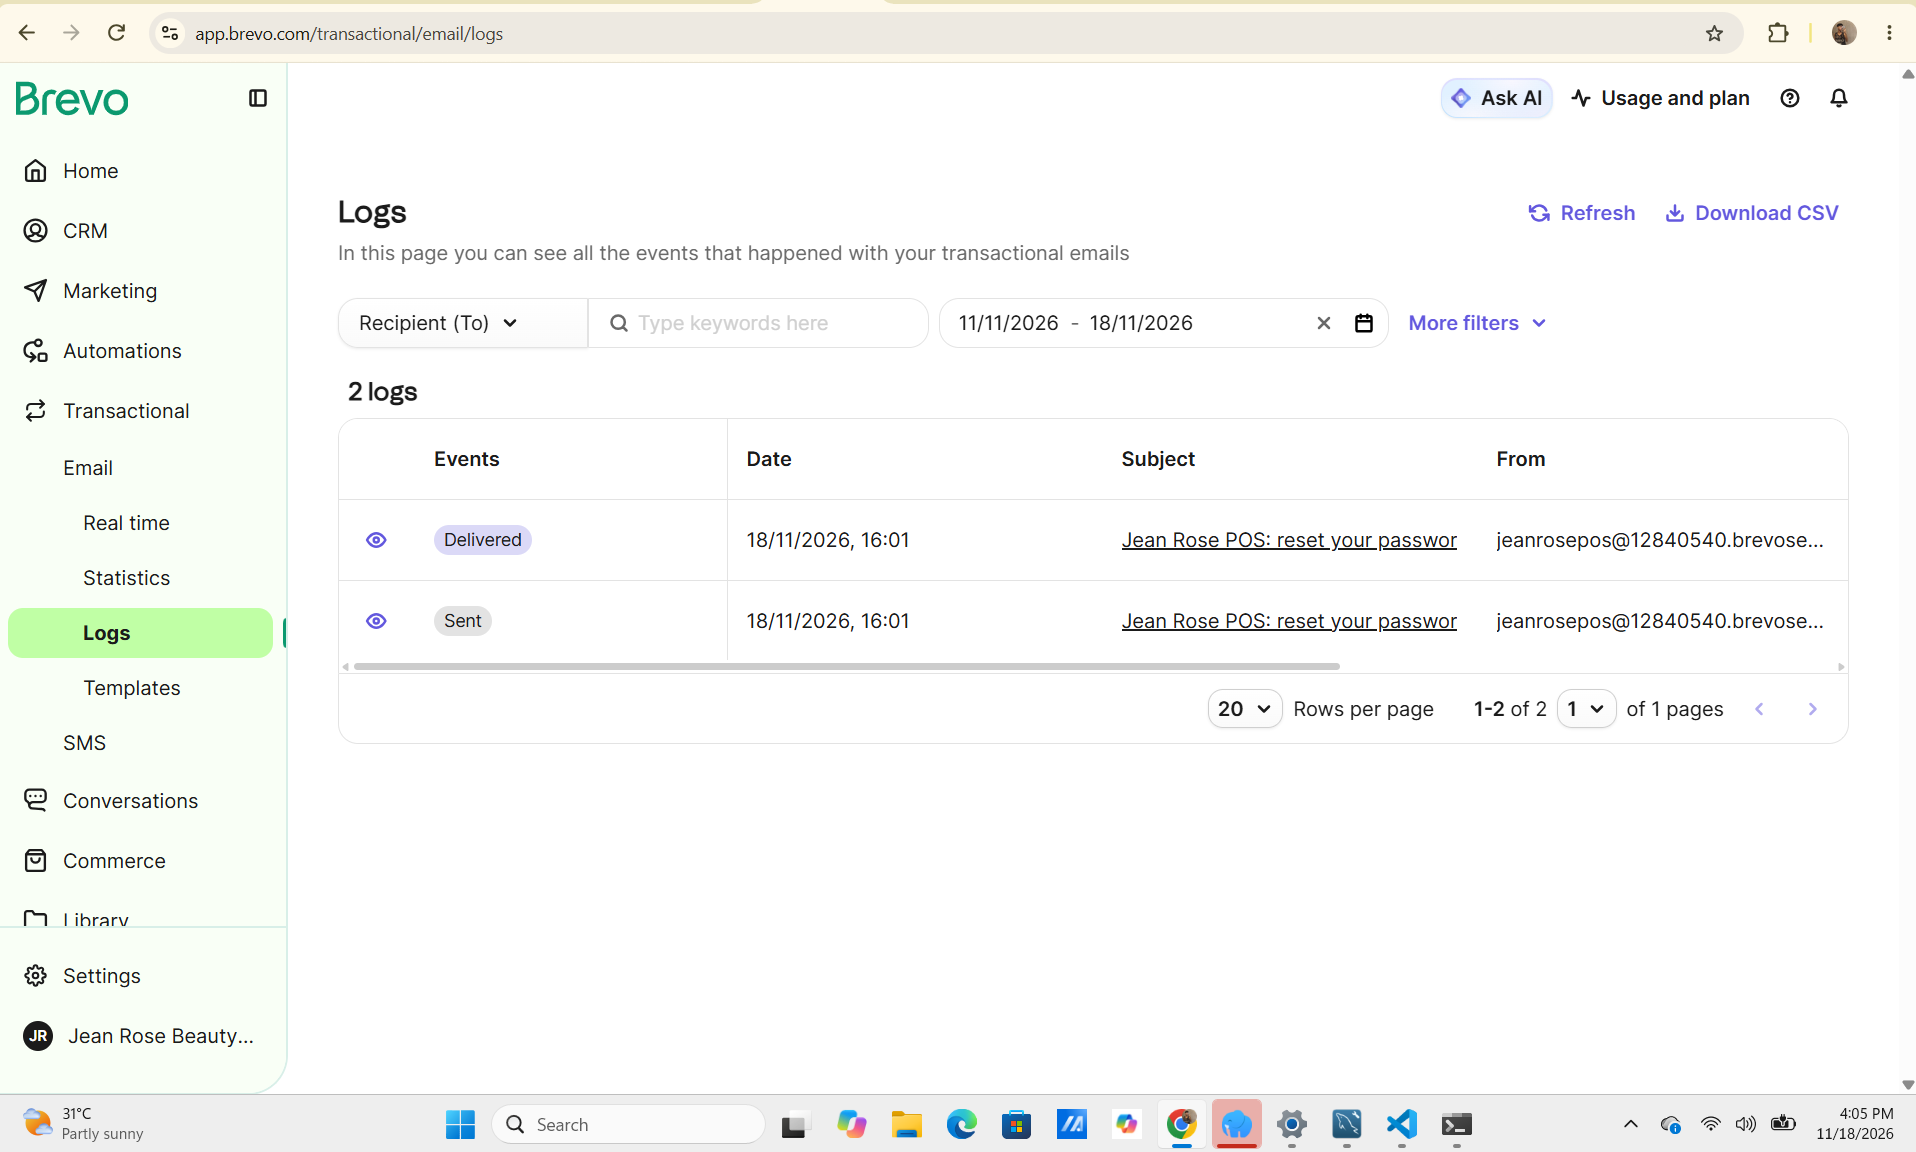 app.brevo.com/transactional/email/logs
Brevo
Ask AI
Usage and plan
Home
CRM
Marketing
Automations
Transactional
Email
Real time
Statistics
Logs
Templates
SMS
Conversations
Commerce
Library
Settings
JR Jean Rose Beauty...
Logs
Refresh
Download CSV
In this page you can see all the events that happened with your transactional emails
Recipient (To)
Type keywords here
11/11/2026 - 18/11/2026
More filters
2 logs
Events Date Subject From
Delivered 18/11/2026, 16:01 Jean Rose POS: reset your passwor jeanrosepos@12840540.brevose...
Sent 18/11/2026, 16:01 Jean Rose POS: reset your passwor jeanrosepos@12840540.brevose...
20 Rows per page 1-2 of 2 1 of 1 pages
31°C
Partly sunny
Search
4:05 PM
11/18/2026